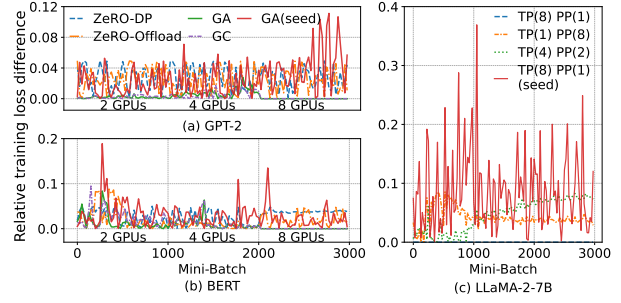 Relative training loss difference
0.12
0.08
0.04
0.00
ZeRO-DP
ZeRO-Offload
GA
GC
GA(seed)
2 GPUs
4 GPUs
8 GPUs
(a) GPT-2
0.2
0.1
0.0
2 GPUs
4 GPUs
8 GPUs
0
1000
2000
3000
Mini-Batch
(b) BERT
TP(8) PP(1)
TP(1) PP(8)
TP(4) PP(2)
TP(8) PP(1)
(seed)
0.4
0.3
0.2
0.1
0.0
0
1000
2000
3000
Mini-Batch
(c) LLaMA-2-7B